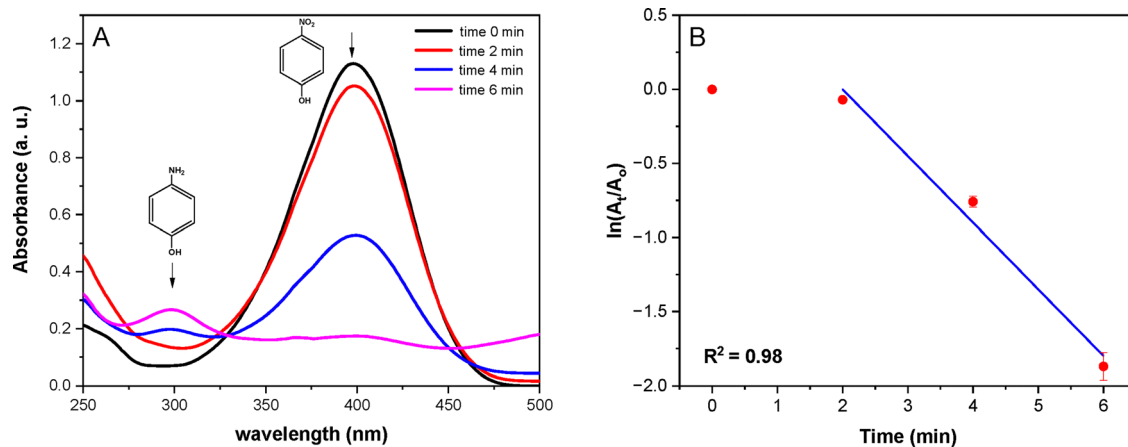 A
NO₂
OH
NH₂
OH
time 0 min
time 2 min
time 4 min
time 6 min
1.2
1.0
0.8
0.6
0.4
0.2
0.0
Absorbance (a. u.)
250
300
350
400
450
500
wavelength (nm)
B
0.5
0.0
−0.5
−1.0
−1.5
−2.0
ln(Aₜ/Aₒ)
R² = 0.98
0
1
2
3
4
5
6
Time (min)